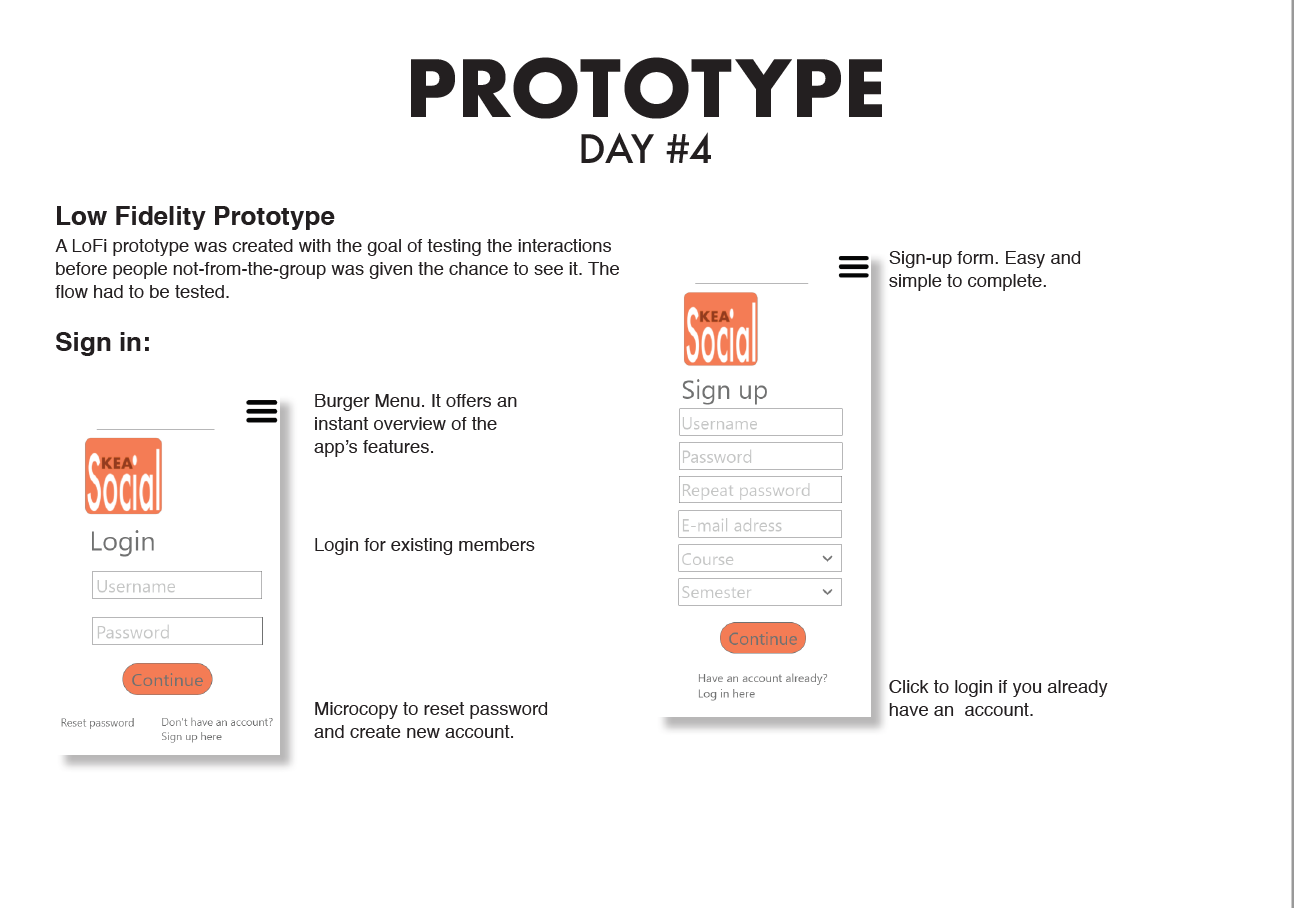 PROTOTYPE
DAY #4
Low Fidelity Prototype
A LoFi prototype was created with the goal of testing the interactions
before people not-from-the-group was given the chance to see it. The
flow had to be tested.
Sign in:
KEA
Social
Login
Username
Password
Continue
Reset password
Don't have an account?
Sign up here
Burger Menu. It offers an
instant overview of the
app's features.
Login for existing members
Microcopy to reset password
and create new account.
KEA
Social
Sign up
Username
Password
Repeat password
E-mail adress
Course
Semester
Continue
Have an account already?
Log in here
Sign-up form. Easy and
simple to complete.
Click to login if you already
have an  account.